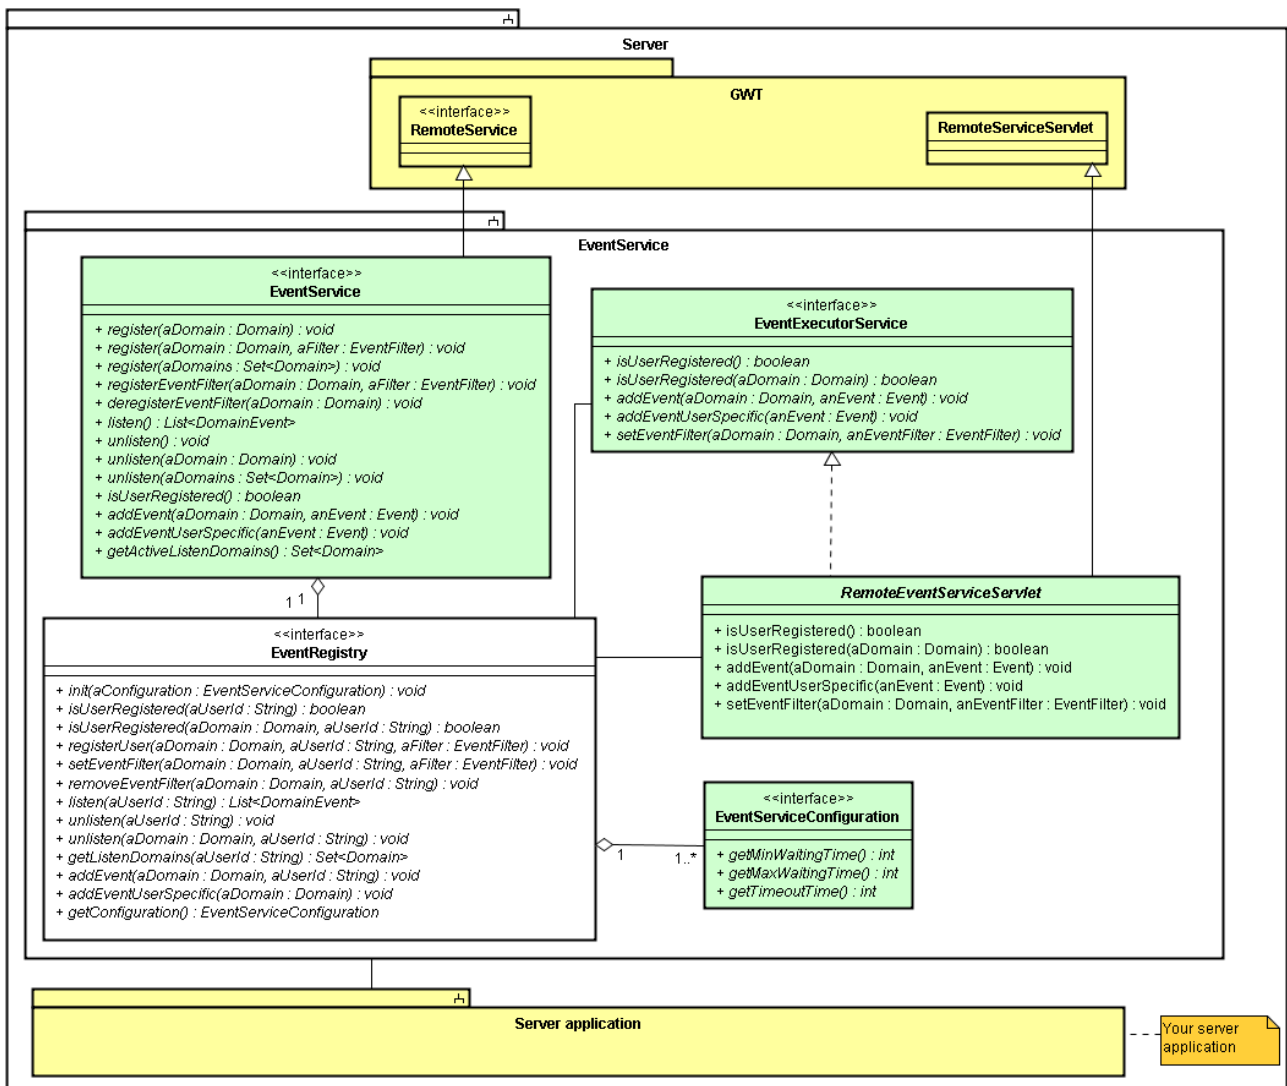 Server
GWT
<<interface>>
RemoteService
RemoteServiceServlet
EventService
<<interface>>
EventService
+ register(aDomain : Domain) : void
+ register(aDomain : Domain, aFilter : EventFilter) : void
+ register(aDomains : Set<Domain>) : void
+ registerEventFilter(aDomain : Domain, aFilter : EventFilter) : void
+ deregisterEventFilter(aDomain : Domain) : void
+ listen() : List<DomainEvent>
+ unlisten() : void
+ unlisten(aDomain : Domain) : void
+ unlisten(aDomains : Set<Domain>) : void
+ isUserRegistered() : boolean
+ addEvent(aDomain : Domain, anEvent : Event) : void
+ addEventUserSpecific(anEvent : Event) : void
+ getActiveListenDomains() : Set<Domain>
<<interface>>
EventExecutorService
+ isUserRegistered() : boolean
+ isUserRegistered(aDomain : Domain) : boolean
+ addEvent(aDomain : Domain, anEvent : Event) : void
+ addEventUserSpecific(anEvent : Event) : void
+ setEventFilter(aDomain : Domain, anEventFilter : EventFilter) : void
1 1
<<interface>>
EventRegistry
+ init(aConfiguration : EventServiceConfiguration) : void
+ isUserRegistered(aUserId : String) : boolean
+ isUserRegistered(aDomain : Domain, aUserId : String) : boolean
+ registerUser(aDomain : Domain, aUserId : String, aFilter : EventFilter) : void
+ setEventFilter(aDomain : Domain, aUserId : String, aFilter : EventFilter) : void
+ removeEventFilter(aDomain : Domain, aUserId : String) : void
+ listen(aUserId : String) : List<DomainEvent>
+ unlisten(aUserId : String) : void
+ unlisten(aDomain : Domain, aUserId : String) : void
+ getListenDomains(aUserId : String) : Set<Domain>
+ addEvent(aDomain : Domain, aUserId : String) : void
+ addEventUserSpecific(aDomain : Domain) : void
+ getConfiguration() : EventServiceConfiguration
RemoteEventServiceServlet
+ isUserRegistered() : boolean
+ isUserRegistered(aDomain : Domain) : boolean
+ addEvent(aDomain : Domain, anEvent : Event) : void
+ addEventUserSpecific(anEvent : Event) : void
+ setEventFilter(aDomain : Domain, anEventFilter : EventFilter) : void
1 1..*
<<interface>>
EventServiceConfiguration
+ getMinWaitingTime() : int
+ getMaxWaitingTime() : int
+ getTimeoutTime() : int
Server application
Your server
application